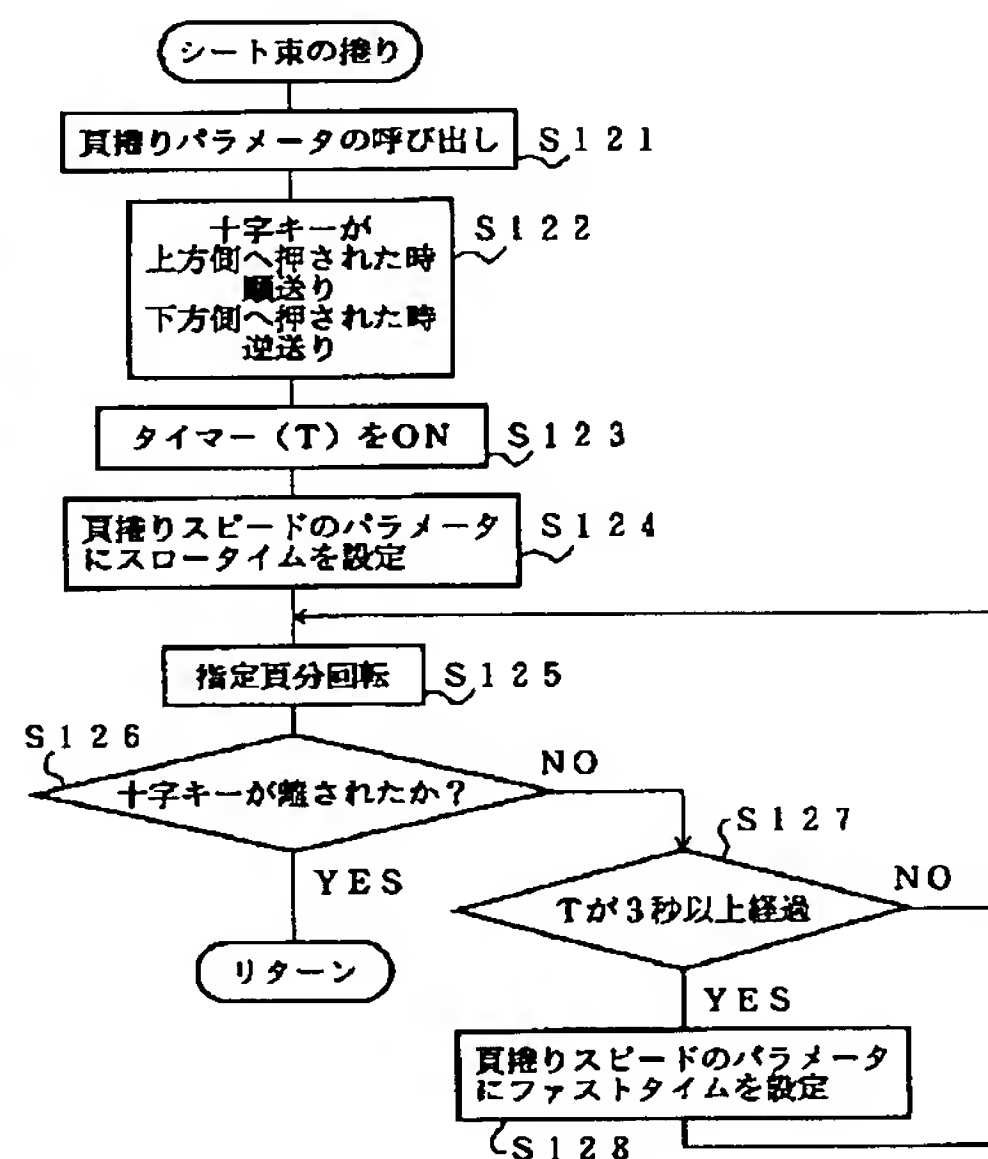 シート束の捲り
頁捲りパラメータの呼び出し
S121
十字キーが
上方側へ押された時
順送り
下方側へ押された時
逆送り
S122
タイマー(T)をON
S123
頁捲りスピードのパラメータ
にスロータイムを設定
S124
指定頁分回転
S125
S126
十字キーが離されたか?
NO
YES
リターン
S127
Tが3秒以上経過
NO
YES
頁捲りスピードのパラメータ
にファストタイムを設定
S128